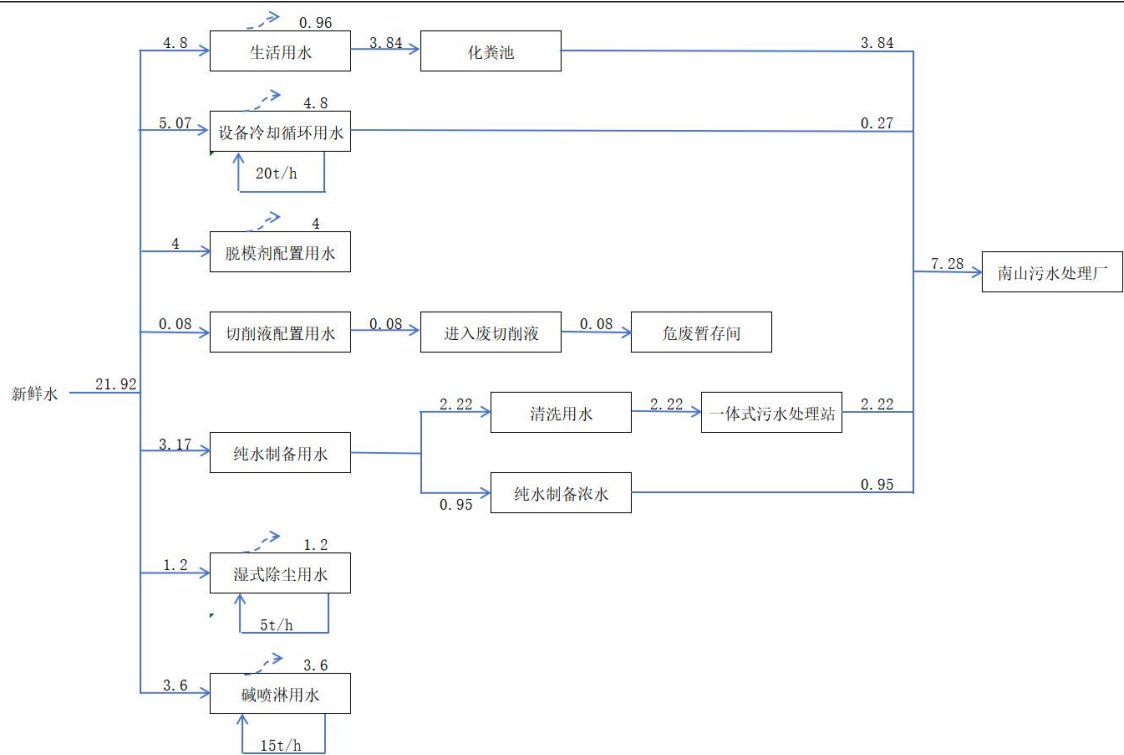 0.96
4.8
生活用水
3.84
化粪池
3.84
4.8
5.07
设备冷却循环用水
0.27
20t/h
4
4
脱模剂配置用水
7.28
南山污水处理厂
0.08
切削液配置用水
0.08
进入废切削液
0.08
危废暂存间
新鲜水
21.92
2.22
清洗用水
2.22
一体式污水处理站
2.22
3.17
纯水制备用水
0.95
纯水制备浓水
0.95
1.2
1.2
湿式除尘用水
5t/h
3.6
3.6
碱喷淋用水
15t/h